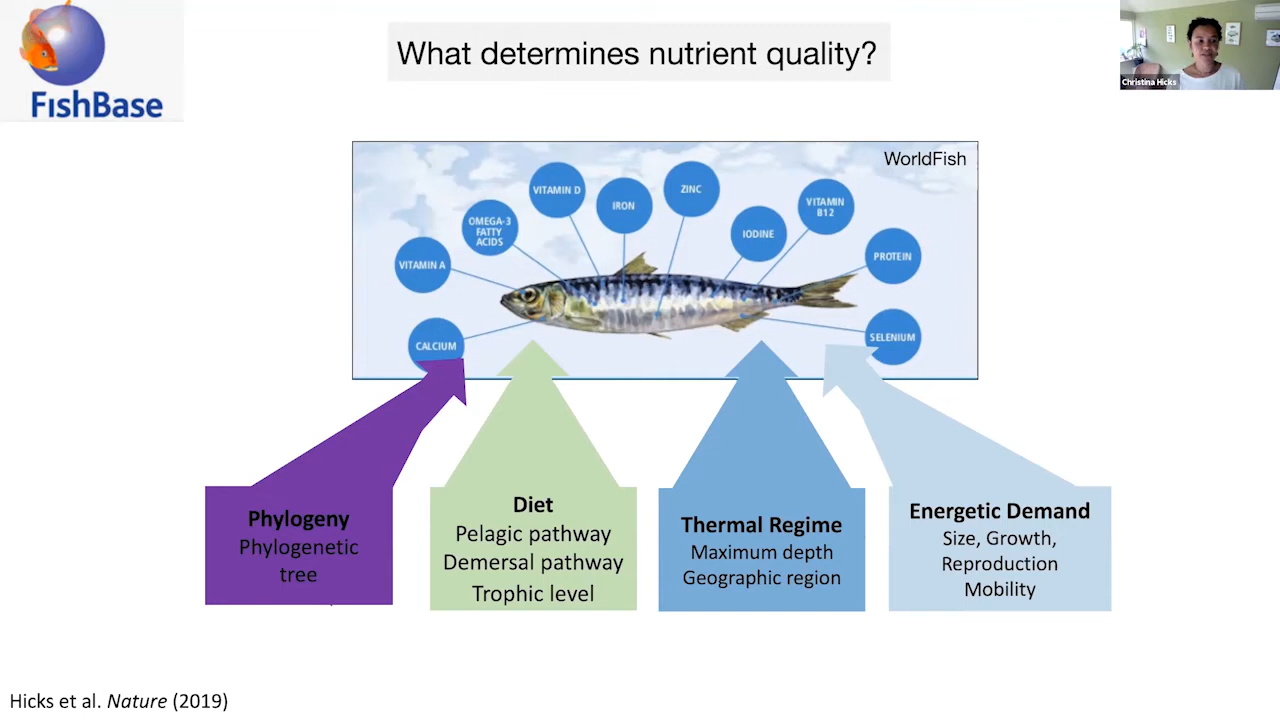 FishBase
What determines nutrient quality?
Christina Hicks
WorldFish
VITAMIN A
OMEGA-3
FATTY
ACIDS
VITAMIN D
IRON
ZINC
IODINE
VITAMIN
B12
PROTEIN
CALCIUM
SELENIUM
Phylogeny
Phylogenetic
tree
Diet
Pelagic pathway
Demersal pathway
Trophic level
Thermal Regime
Maximum depth
Geographic region
Energetic Demand
Size, Growth,
Reproduction
Mobility
Hicks et al. Nature (2019)